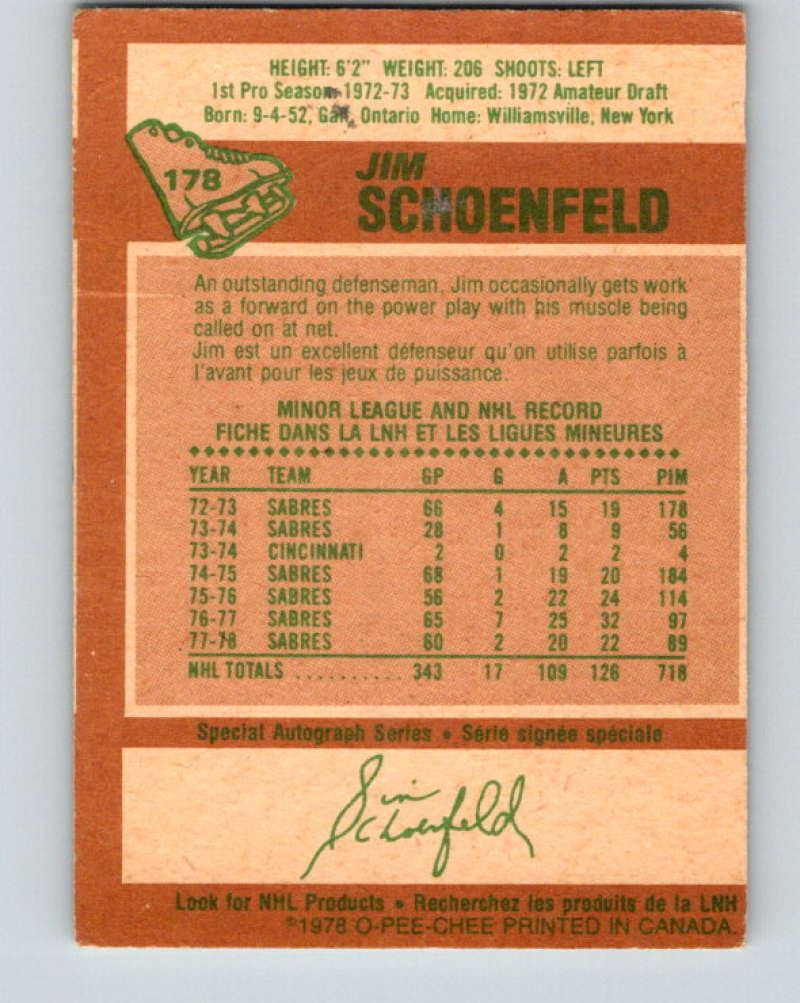 HEIGHT: 6'2" WEIGHT: 206 SHOOTS: LEFT
1st Pro Season 1972-73 Acquired: 1972 Amateur Draft
Born: 9-4-52, Galt, Ontario Home: Williamsville, New York
178
JIM
SCHOENFELD
An outstanding defenseman, Jim occasionally gets work
as a forward on the power play with his muscle being
called on at net.
Jim est un excellent défenseur qu'on utilise parfois à
l'avant pour les jeux de puissance.
MINOR LEAGUE AND NHL RECORD
FICHE DANS LA LNH ET LES LIGUES MINEURES
YEAR TEAM GP G A PTS PIM
72-73 SABRES 66 4 15 19 178
73-74 SABRES 28 1 8 9 56
73-74 CINCINNATI 2 0 2 2 4
74-75 SABRES 68 1 19 20 184
75-76 SABRES 56 2 22 24 114
76-77 SABRES 65 7 25 32 97
77-78 SABRES 60 2 20 22 89
NHL TOTALS .......... 343 17 109 126 718
Special Autograph Series • Série signée spéciale
Jim
Schoenfeld
Look for NHL Products • Recherchez les produits de la LNH
©1978 O-PEE-CHEE PRINTED IN CANADA.